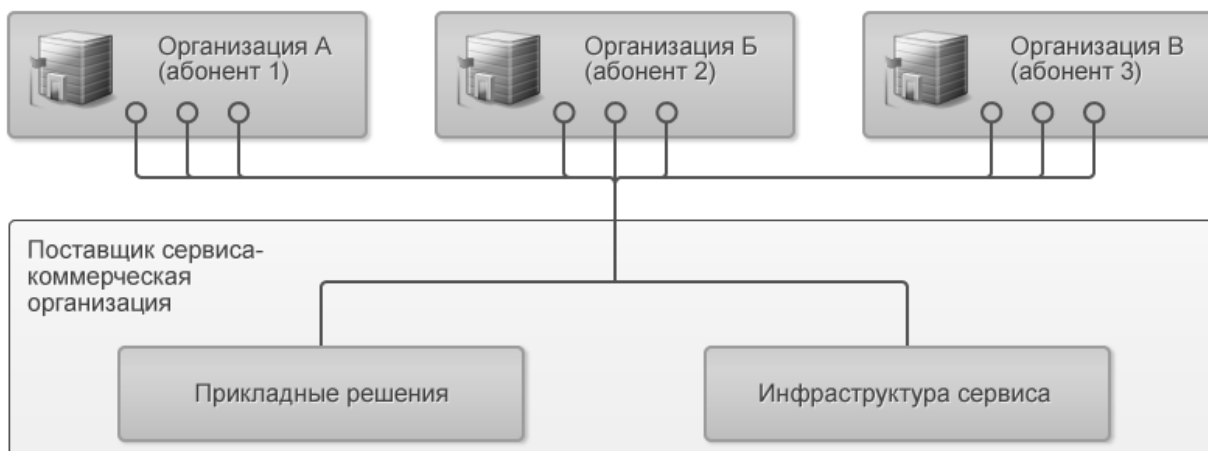 Организация А
(абонент 1)
Организация Б
(абонент 2)
Организация В
(абонент 3)
Поставщик сервиса-
коммерческая
организация
Прикладные решения
Инфраструктура сервиса